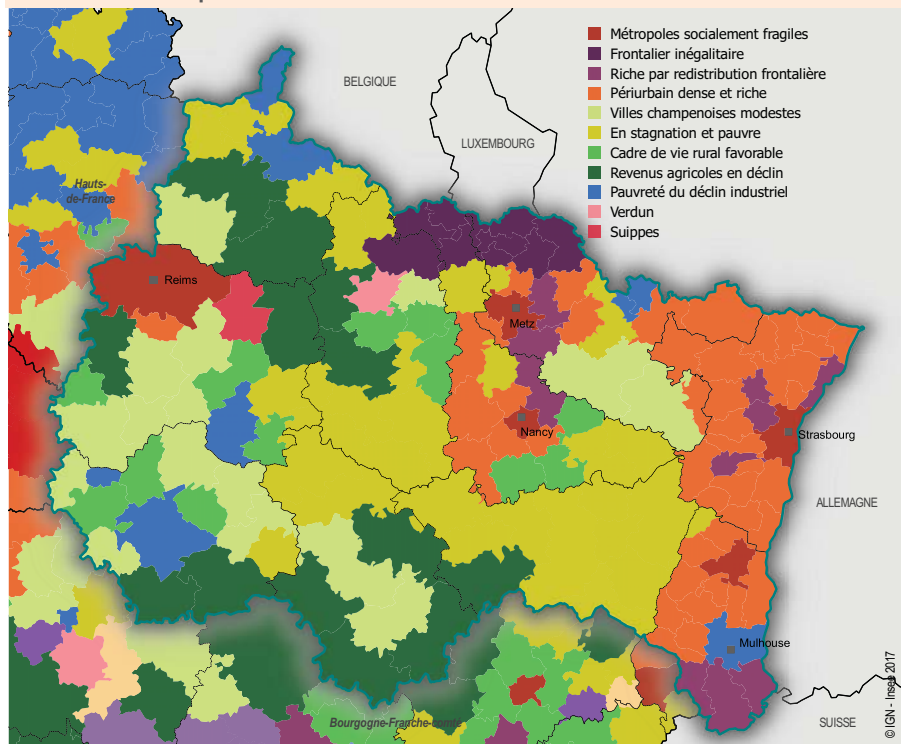 Métropoles socialement fragiles
Frontalier inégalitaire
Riche par redistribution frontalière
Périurbain dense et riche
Villes champenoises modestes
En stagnation et pauvre
Cadre de vie rural favorable
Revenus agricoles en déclin
Pauvreté du déclin industriel
Verdun
Suippes
BELGIQUE
LUXEMBOURG
Hauts-
de-France
Reims
Metz
Nancy
Strasbourg
ALLEMAGNE
Mulhouse
Bourgogne-Franche-comté
SUISSE
© IGN - Insee 2017